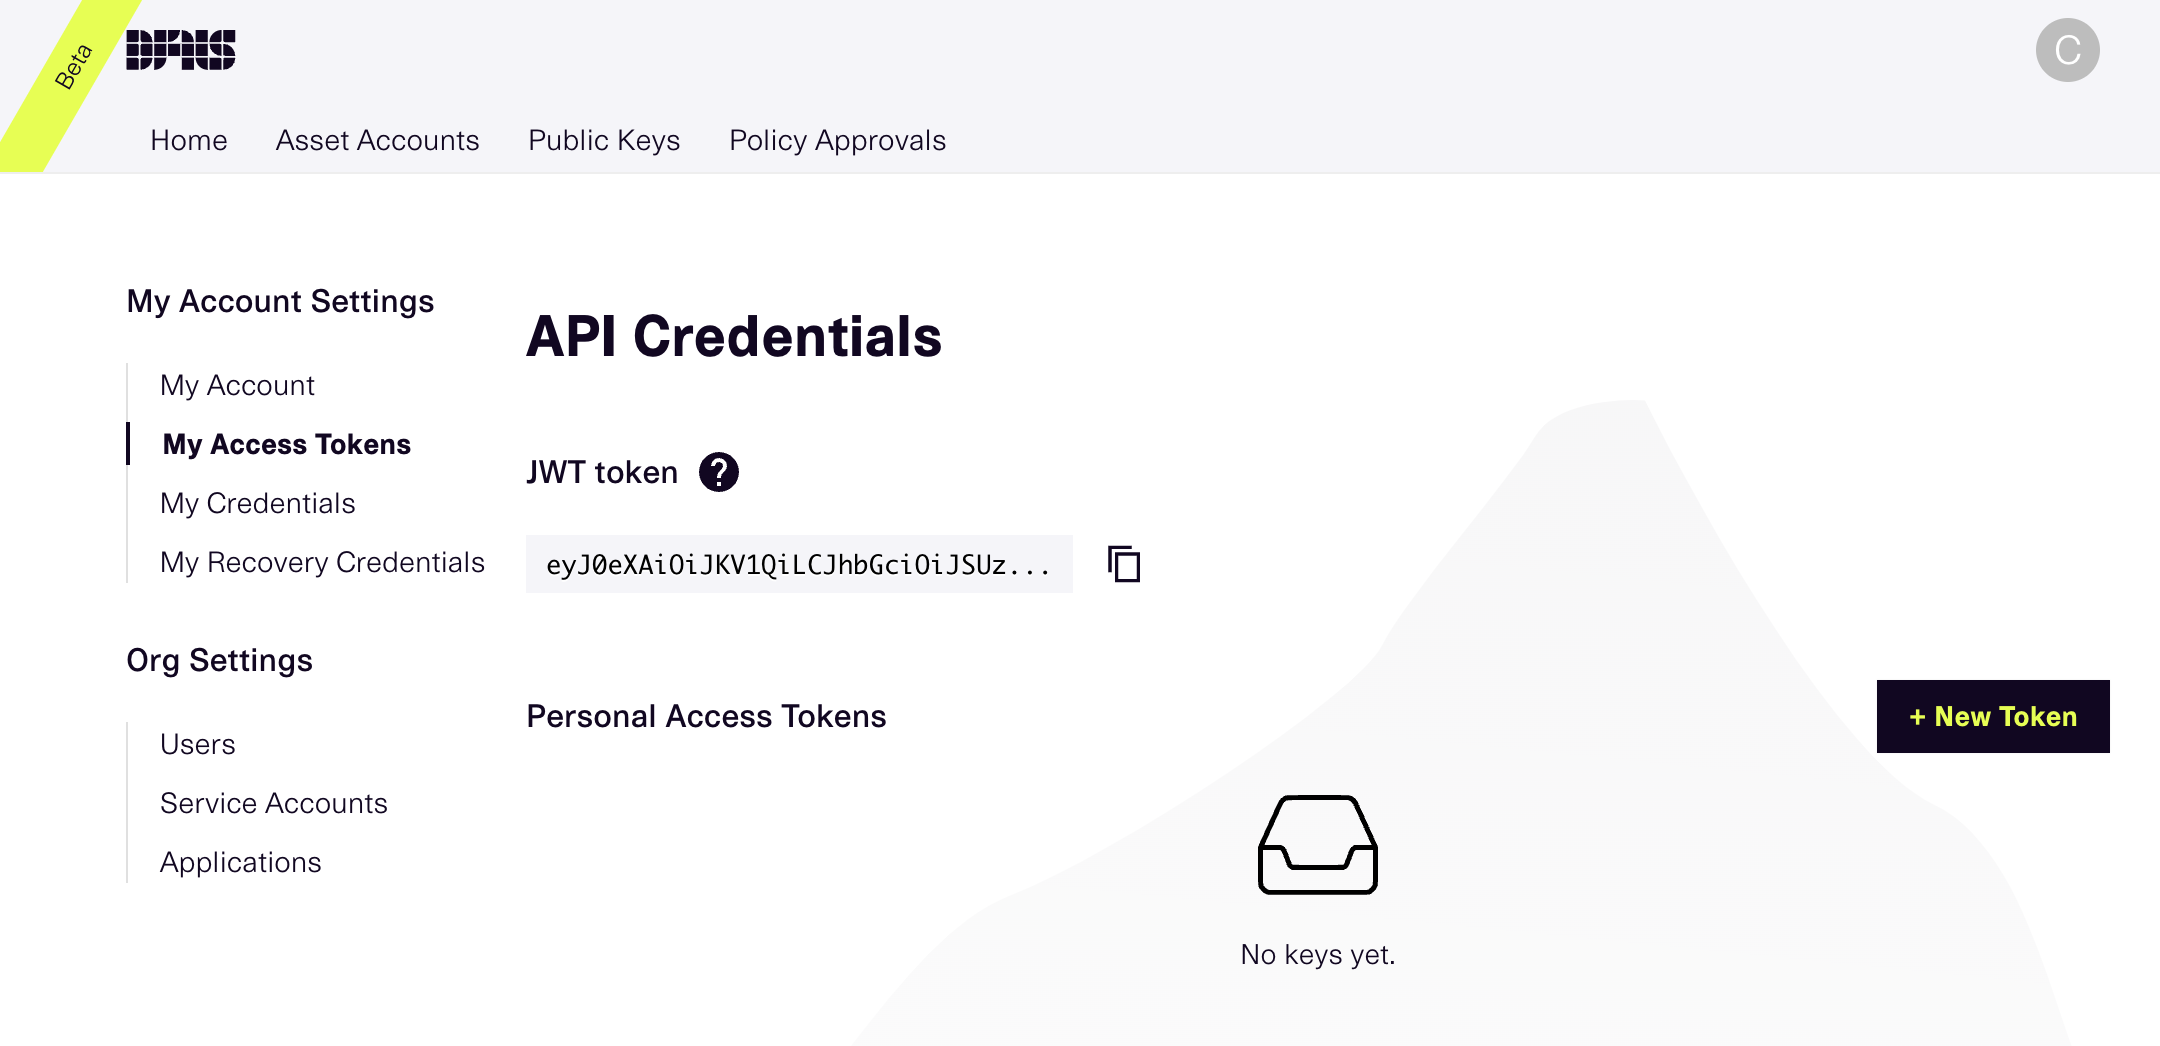 Beta
DFNS
C
Home Asset Accounts Public Keys Policy Approvals
My Account Settings
My Account
My Access Tokens
My Credentials
My Recovery Credentials
Org Settings
Users
Service Accounts
Applications
API Credentials
JWT token ?
eyJ0eXAiOiJKV1QiLCJhbGciOiJSUz...
Personal Access Tokens
+ New Token
No keys yet.